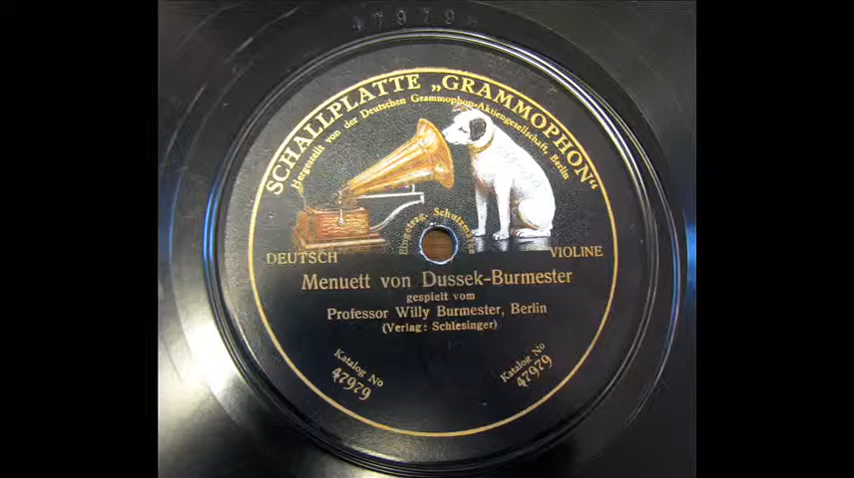 47979
SCHALLPLATTE „GRAMMOPHON"
Hergestellt von der Deutschen Grammophon-Aktiengesellschaft, Berlin
Eingetrag. Schutzmarke
DEUTSCH
VIOLINE
Menuett von Dussek-Burmester
gespielt vom
Professor Willy Burmester, Berlin
(Verlag: Schlesinger)
Katalog No
47979
Katalog No
47979